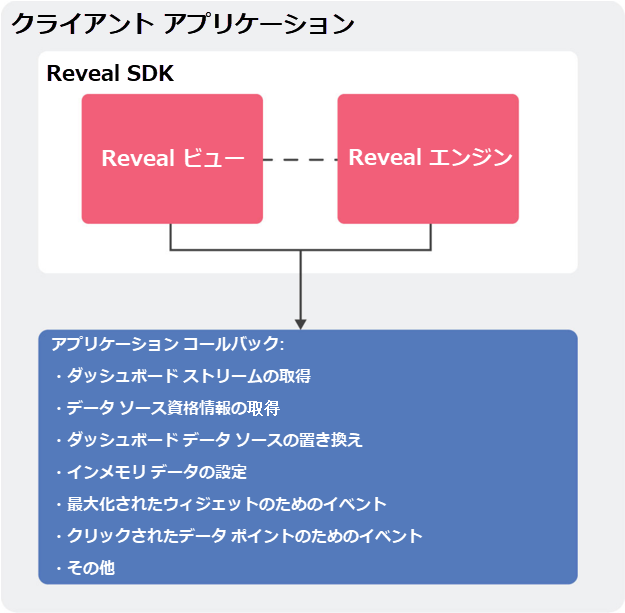 クライアント アプリケーション
Reveal SDK
Reveal ビュー
Reveal エンジン
アプリケーション コールバック:
・ダッシュボード ストリームの取得
・データ ソース資格情報の取得
・ダッシュボード データ ソースの置き換え
・インメモリ データの設定
・最大化されたウィジェットのためのイベント
・クリックされたデータ ポイントのためのイベント
・その他